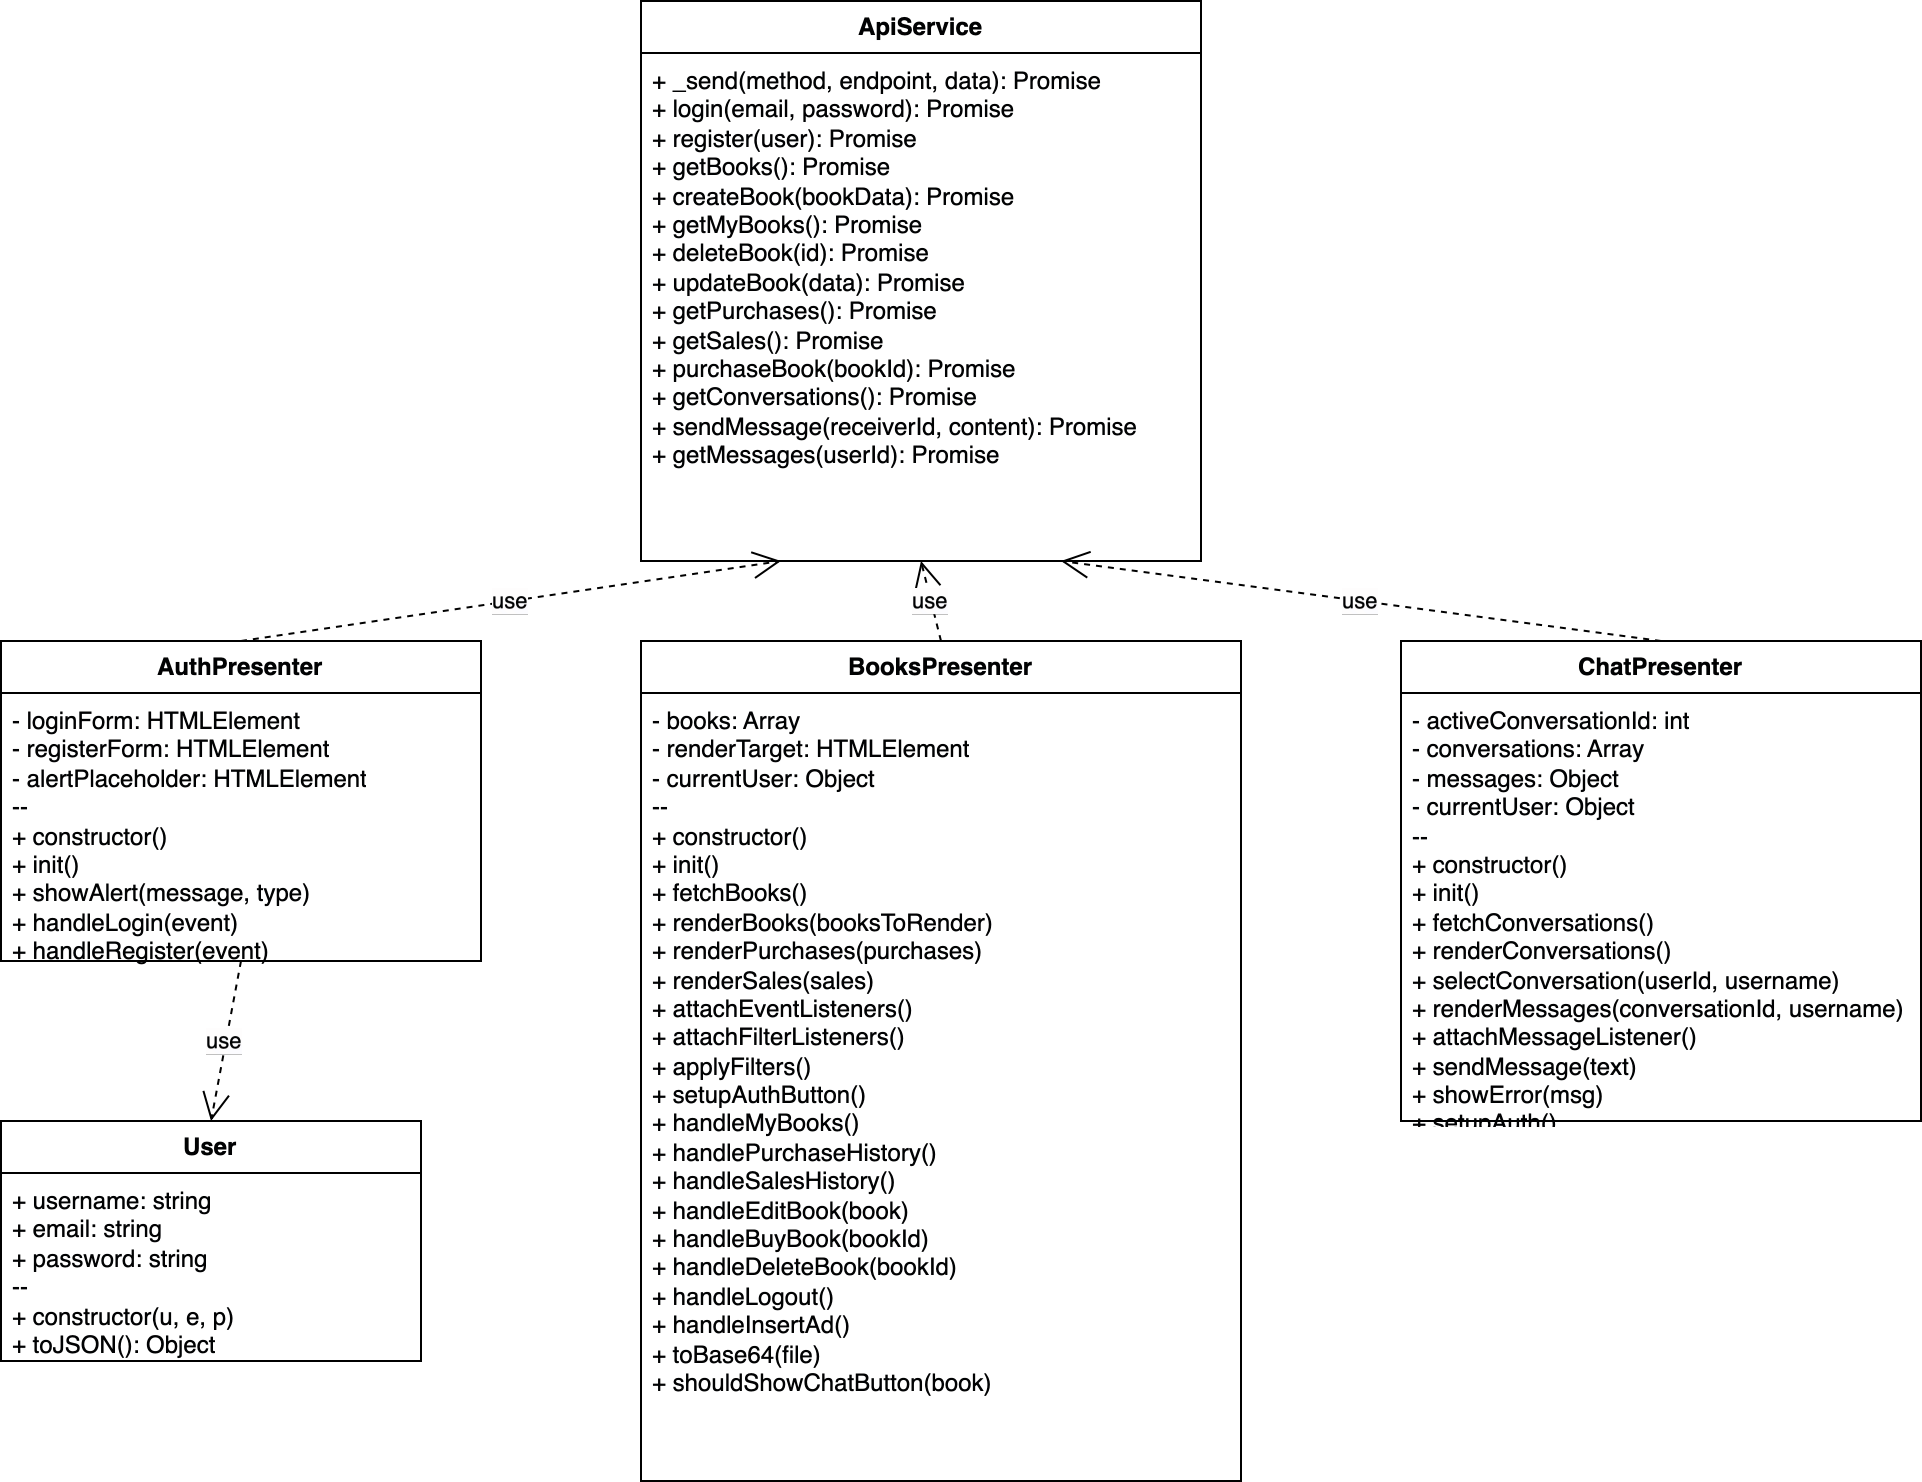 ApiService
+ _send(method, endpoint, data): Promise
+ login(email, password): Promise
+ register(user): Promise
+ getBooks(): Promise
+ createBook(bookData): Promise
+ getMyBooks(): Promise
+ deleteBook(id): Promise
+ updateBook(data): Promise
+ getPurchases(): Promise
+ getSales(): Promise
+ purchaseBook(bookId): Promise
+ getConversations(): Promise
+ sendMessage(receiverId, content): Promise
+ getMessages(userId): Promise
use
use
use
AuthPresenter
- loginForm: HTMLElement
- registerForm: HTMLElement
- alertPlaceholder: HTMLElement
--
+ constructor()
+ init()
+ showAlert(message, type)
+ handleLogin(event)
+ handleRegister(event)
use
User
+ username: string
+ email: string
+ password: string
--
+ constructor(u, e, p)
+ toJSON(): Object
BooksPresenter
- books: Array
- renderTarget: HTMLElement
- currentUser: Object
--
+ constructor()
+ init()
+ fetchBooks()
+ renderBooks(booksToRender)
+ renderPurchases(purchases)
+ renderSales(sales)
+ attachEventListeners()
+ attachFilterListeners()
+ applyFilters()
+ setupAuthButton()
+ handleMyBooks()
+ handlePurchaseHistory()
+ handleSalesHistory()
+ handleEditBook(book)
+ handleBuyBook(bookId)
+ handleDeleteBook(bookId)
+ handleLogout()
+ handleInsertAd()
+ toBase64(file)
+ shouldShowChatButton(book)
ChatPresenter
- activeConversationId: int
- conversations: Array
- messages: Object
- currentUser: Object
--
+ constructor()
+ init()
+ fetchConversations()
+ renderConversations()
+ selectConversation(userId, username)
+ renderMessages(conversationId, username)
+ attachMessageListener()
+ sendMessage(text)
+ showError(msg)
+ setupAuth()